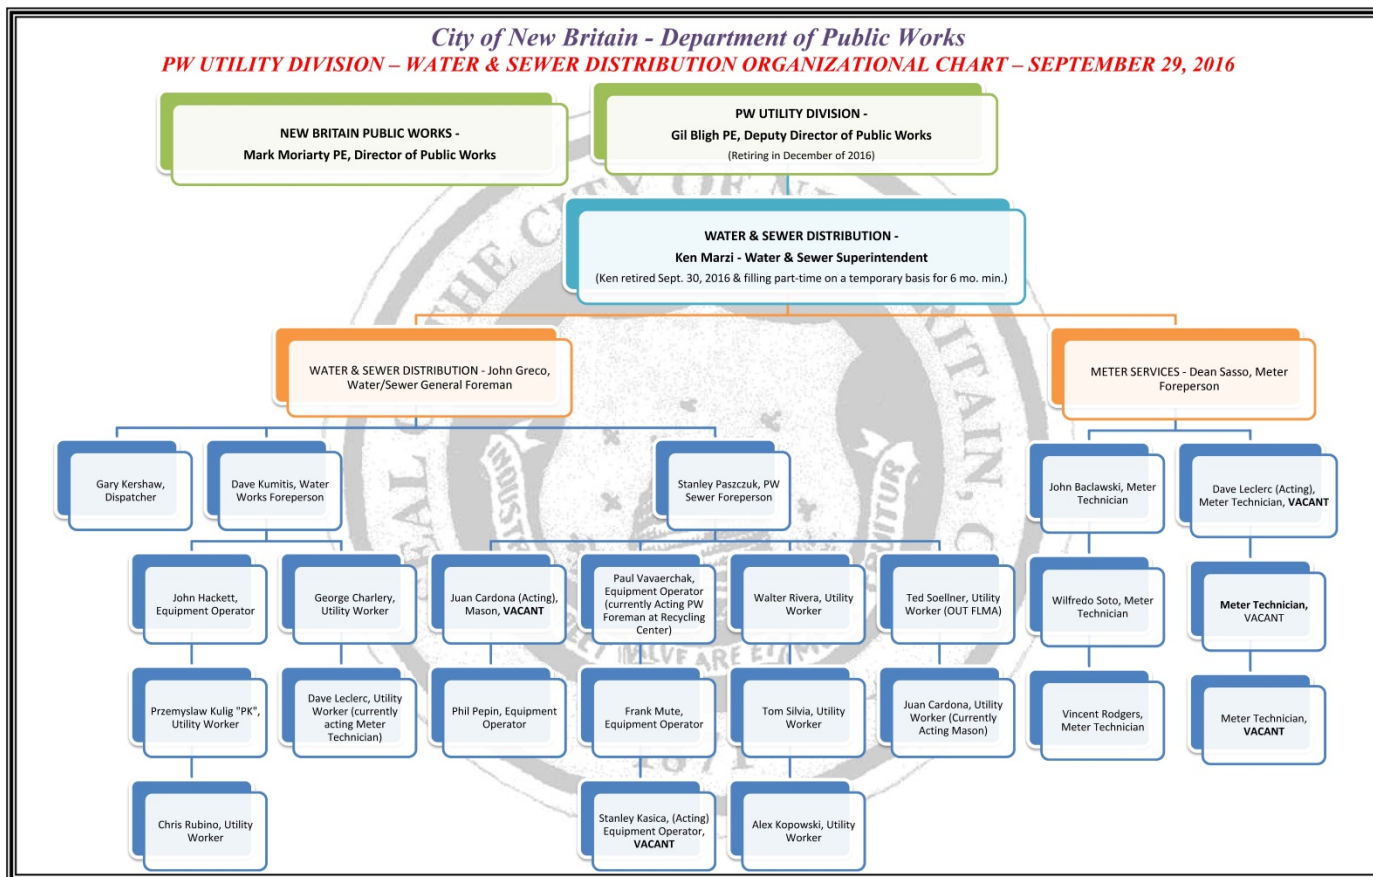 City of New Britain - Department of Public Works
PW UTILITY DIVISION – WATER & SEWER DISTRIBUTION ORGANIZATIONAL CHART – SEPTEMBER 29, 2016
NEW BRITAIN PUBLIC WORKS -
Mark Moriarty PE, Director of Public Works
PW UTILITY DIVISION -
Gil Bligh PE, Deputy Director of Public Works
(Retiring in December of 2016)
WATER & SEWER DISTRIBUTION -
Ken Marzi - Water & Sewer Superintendent
(Ken retired Sept. 30, 2016 & filling part-time on a temporary basis for 6 mo. min.)
WATER & SEWER DISTRIBUTION - John Greco,
Water/Sewer General Foreman
METER SERVICES - Dean Sasso, Meter
Foreperson
Gary Kershaw,
Dispatcher
Dave Kumitis, Water
Works Foreperson
Stanley Paszczuk, PW
Sewer Foreperson
John Baclawski, Meter
Technician
Dave Leclerc (Acting),
Meter Technician, VACANT
John Hackett,
Equipment Operator
George Charlery,
Utility Worker
Juan Cardona (Acting),
Mason, VACANT
Paul Vavaerchak,
Equipment Operator
(currently Acting PW
Foreman at Recycling
Center)
Walter Rivera, Utility
Worker
Ted Soellner, Utility
Worker (OUT FLMA)
Wilfredo Soto, Meter
Technician
Meter Technician,
VACANT
Przemyslaw Kulig "PK",
Utility Worker
Dave Leclerc, Utility
Worker (currently
acting Meter
Technician)
Phil Pepin, Equipment
Operator
Frank Mute,
Equipment Operator
Tom Silvia, Utility
Worker
Juan Cardona, Utility
Worker (Currently
Acting Mason)
Vincent Rodgers,
Meter Technician
Meter Technician,
VACANT
Chris Rubino, Utility
Worker
Stanley Kasica, (Acting)
Equipment Operator,
VACANT
Alex Kopowski, Utility
Worker
1871